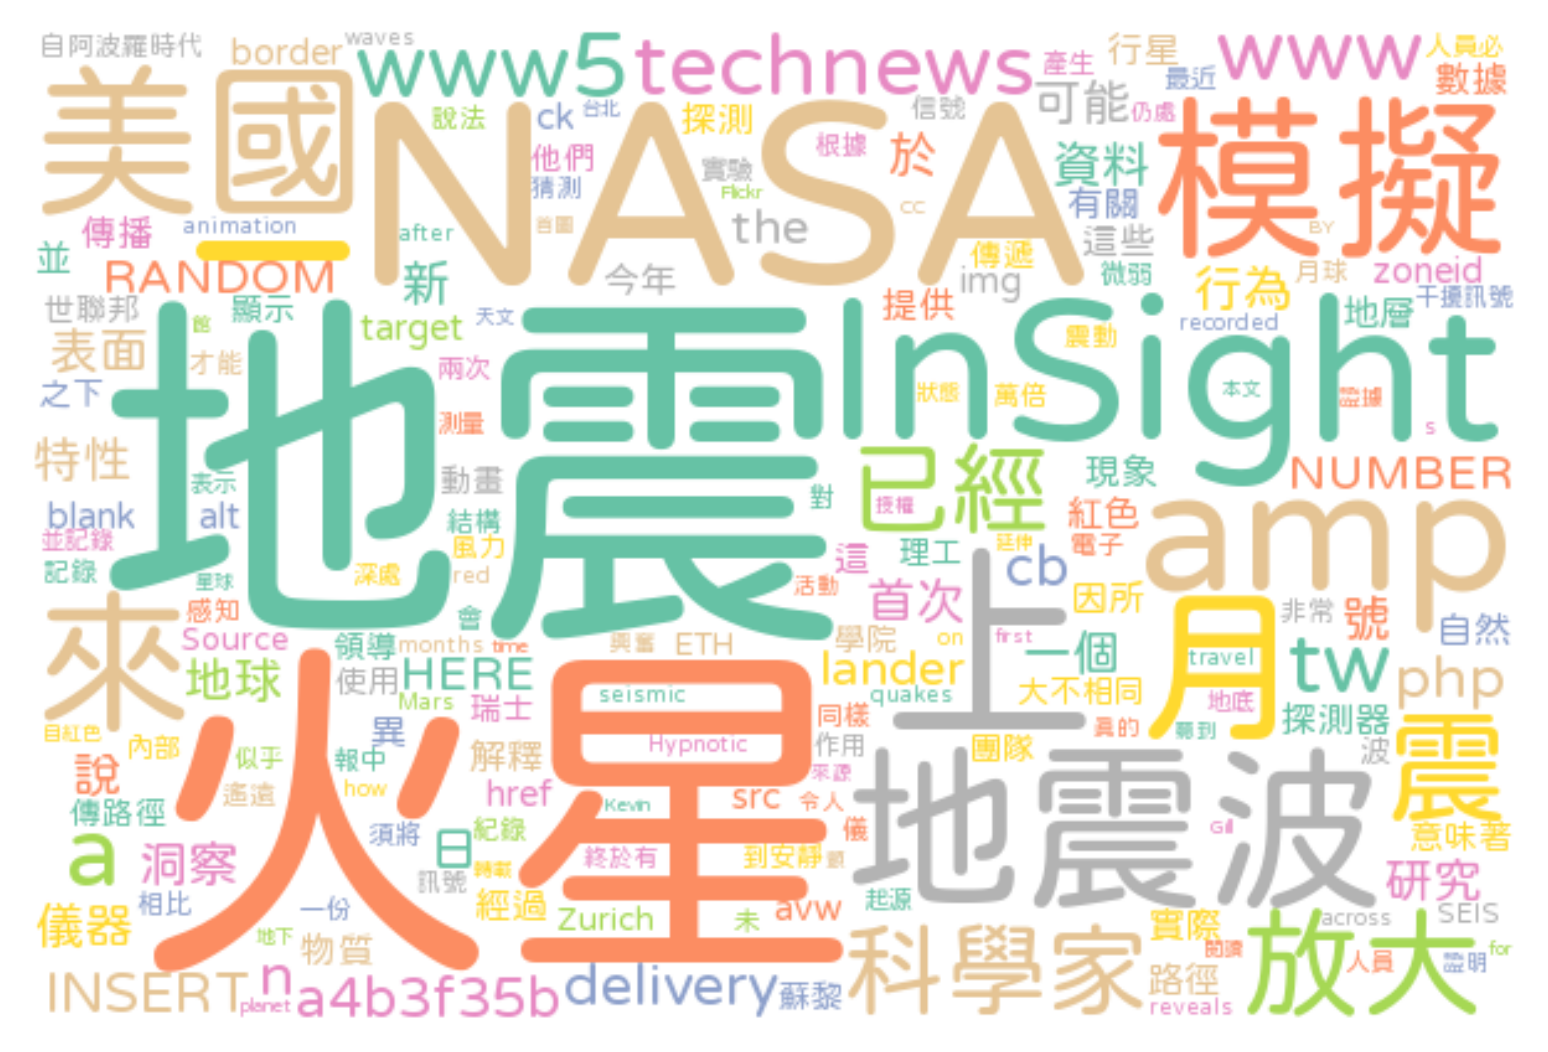 自阿波羅時代 border waves www5 technews 產生 行星 www 人員必
最近 數據
美國 NASA 模擬
說法 ck 台北 探測 信號 可能 仍處
他們 根據 於 資料
猜測 實驗 Flickr 有關
傳播 animation 首圖 the cc 這些 BY
並 一 after 傳遞
RANDOM 新 今年 img 微弱 行為 月球 zoneid
世聯邦 顯示 提供 地層 干擾訊號
館 target 天文 震動 recorded
地震 InSight
表面 才能 兩次 狀態 萬倍 本文 證據
之下 測量 s
特性 表示 動畫 對 已經 現象 NUMBER
blank alt 結構 授權 紅色 amp
並記錄 風力 這 理工 延伸 電子
記錄 星球 深處 red 活動 cb
來 感知 會 首次 上 因所 月 非常 號 自然
Source 領導 months time 興奮 ETH 學院 on first 一個
地球 使用 HERE seismic lander travel tw php
Mars 瑞士 quakes 大不相同 地底
目紅色 異 同樣 真的 聽到 探測器
火星 震
內部 似乎 報中 解釋 Hypnotic 作用 團隊 波
說 遙遠 how href 來源 地震波
傳路徑 須將 Kevin src 令人 Gill 意味著
a 洞察 日 紀錄 儀
訊號 轉載 終於有 到安靜 顫 研究
儀器 相比 一份 經過 Zurich 未 avw 起源 實際 across SEIS
地下 物質 科學家 閱讀 放大 人員 證明 for
INSERT n a4b3f35b delivery 蘇黎 路徑
planet reveals